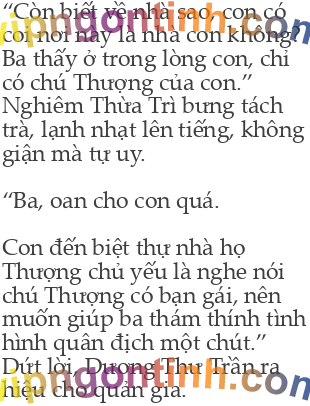 “Còn biết về nhà sao, con có
coi nơi này là nhà con không?
Ba thấy ở trong lòng con, chỉ
có chú Thượng của con.”
Nghiêm Thừa Trì bưng tách
trà, lạnh nhạt lên tiếng, không
giận mà tự uy.
“Ba, oan cho con quá.
Con đến biệt thự nhà họ
Thượng chủ yếu là nghe nói
chú Thượng có bạn gái, nên
muốn giúp ba thám thính tình
hình quân địch một chút.”
Dứt lời, Dương Thư Trần ra
hiệu cho quản gia.
vipngontinh.com
vipngontinh.com